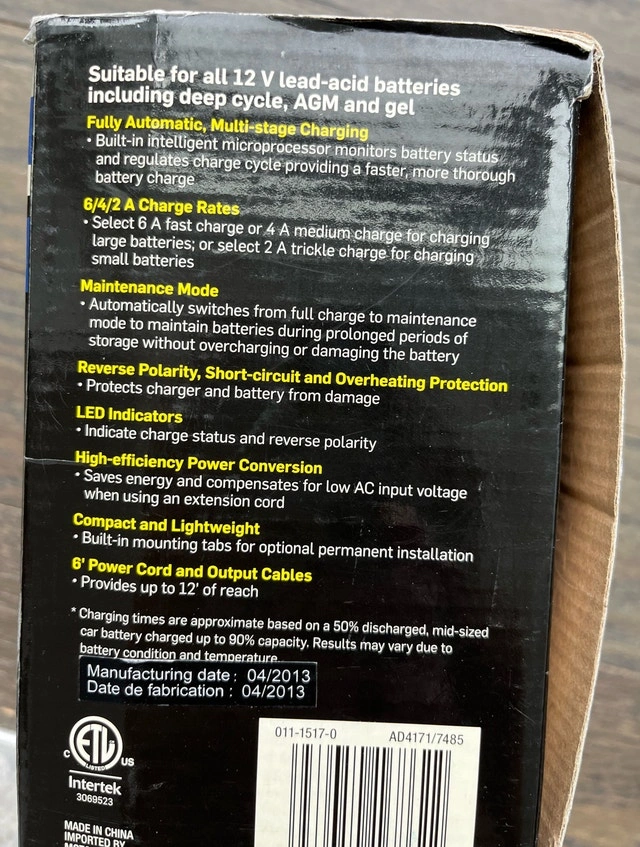 Suitable for all 12 V lead-acid batteries
including deep cycle, AGM and gel
Fully Automatic, Multi-stage Charging
• Built-in intelligent microprocessor monitors battery status
and regulates charge cycle providing a faster, more thorough
battery charge
6/4/2 A Charge Rates
• Select 6 A fast charge or 4 A medium charge for charging
large batteries; or select 2 A trickle charge for charging
small batteries
Maintenance Mode
• Automatically switches from full charge to maintenance
mode to maintain batteries during prolonged periods of
storage without overcharging or damaging the battery
Reverse Polarity, Short-circuit and Overheating Protection
• Protects charger and battery from damage
LED Indicators
• Indicate charge status and reverse polarity
High-efficiency Power Conversion
• Saves energy and compensates for low AC input voltage
when using an extension cord
Compact and Lightweight
• Built-in mounting tabs for optional permanent installation
6' Power Cord and Output Cables
• Provides up to 12' of reach
* Charging times are approximate based on a 50% discharged, mid-sized
car battery charged up to 90% capacity. Results may vary due to
battery condition and temperature.
Manufacturing date : 04/2013
Date de fabrication : 04/2013
011-1517-0 AD4171/7485
C ETL US
LISTED
Intertek
3069523
MADE IN CHINA
IMPORTED BY